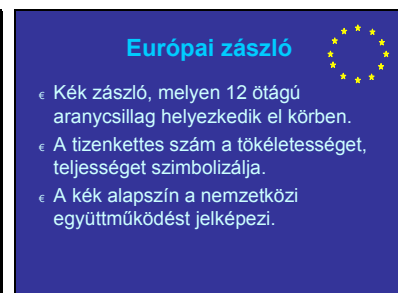 Európai zászló
€ Kék zászló, melyen 12 ötágú
aranycsillag helyezkedik el körben.
€ A tizenkettes szám a tökéletességet,
teljességet szimbolizálja.
€ A kék alapszín a nemzetközi
együttműködést jelképezi.